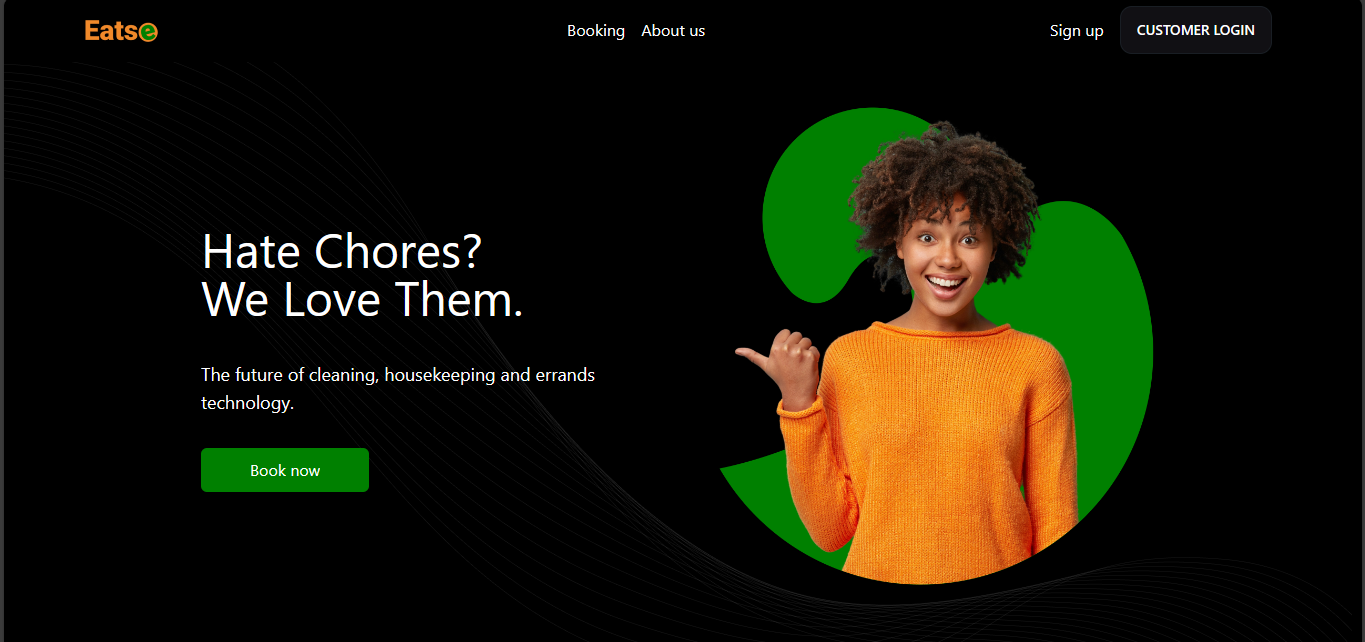 Eatse
Booking
About us
Sign up
CUSTOMER LOGIN
Hate Chores?
We Love Them.
The future of cleaning, housekeeping and errands
technology.
Book now